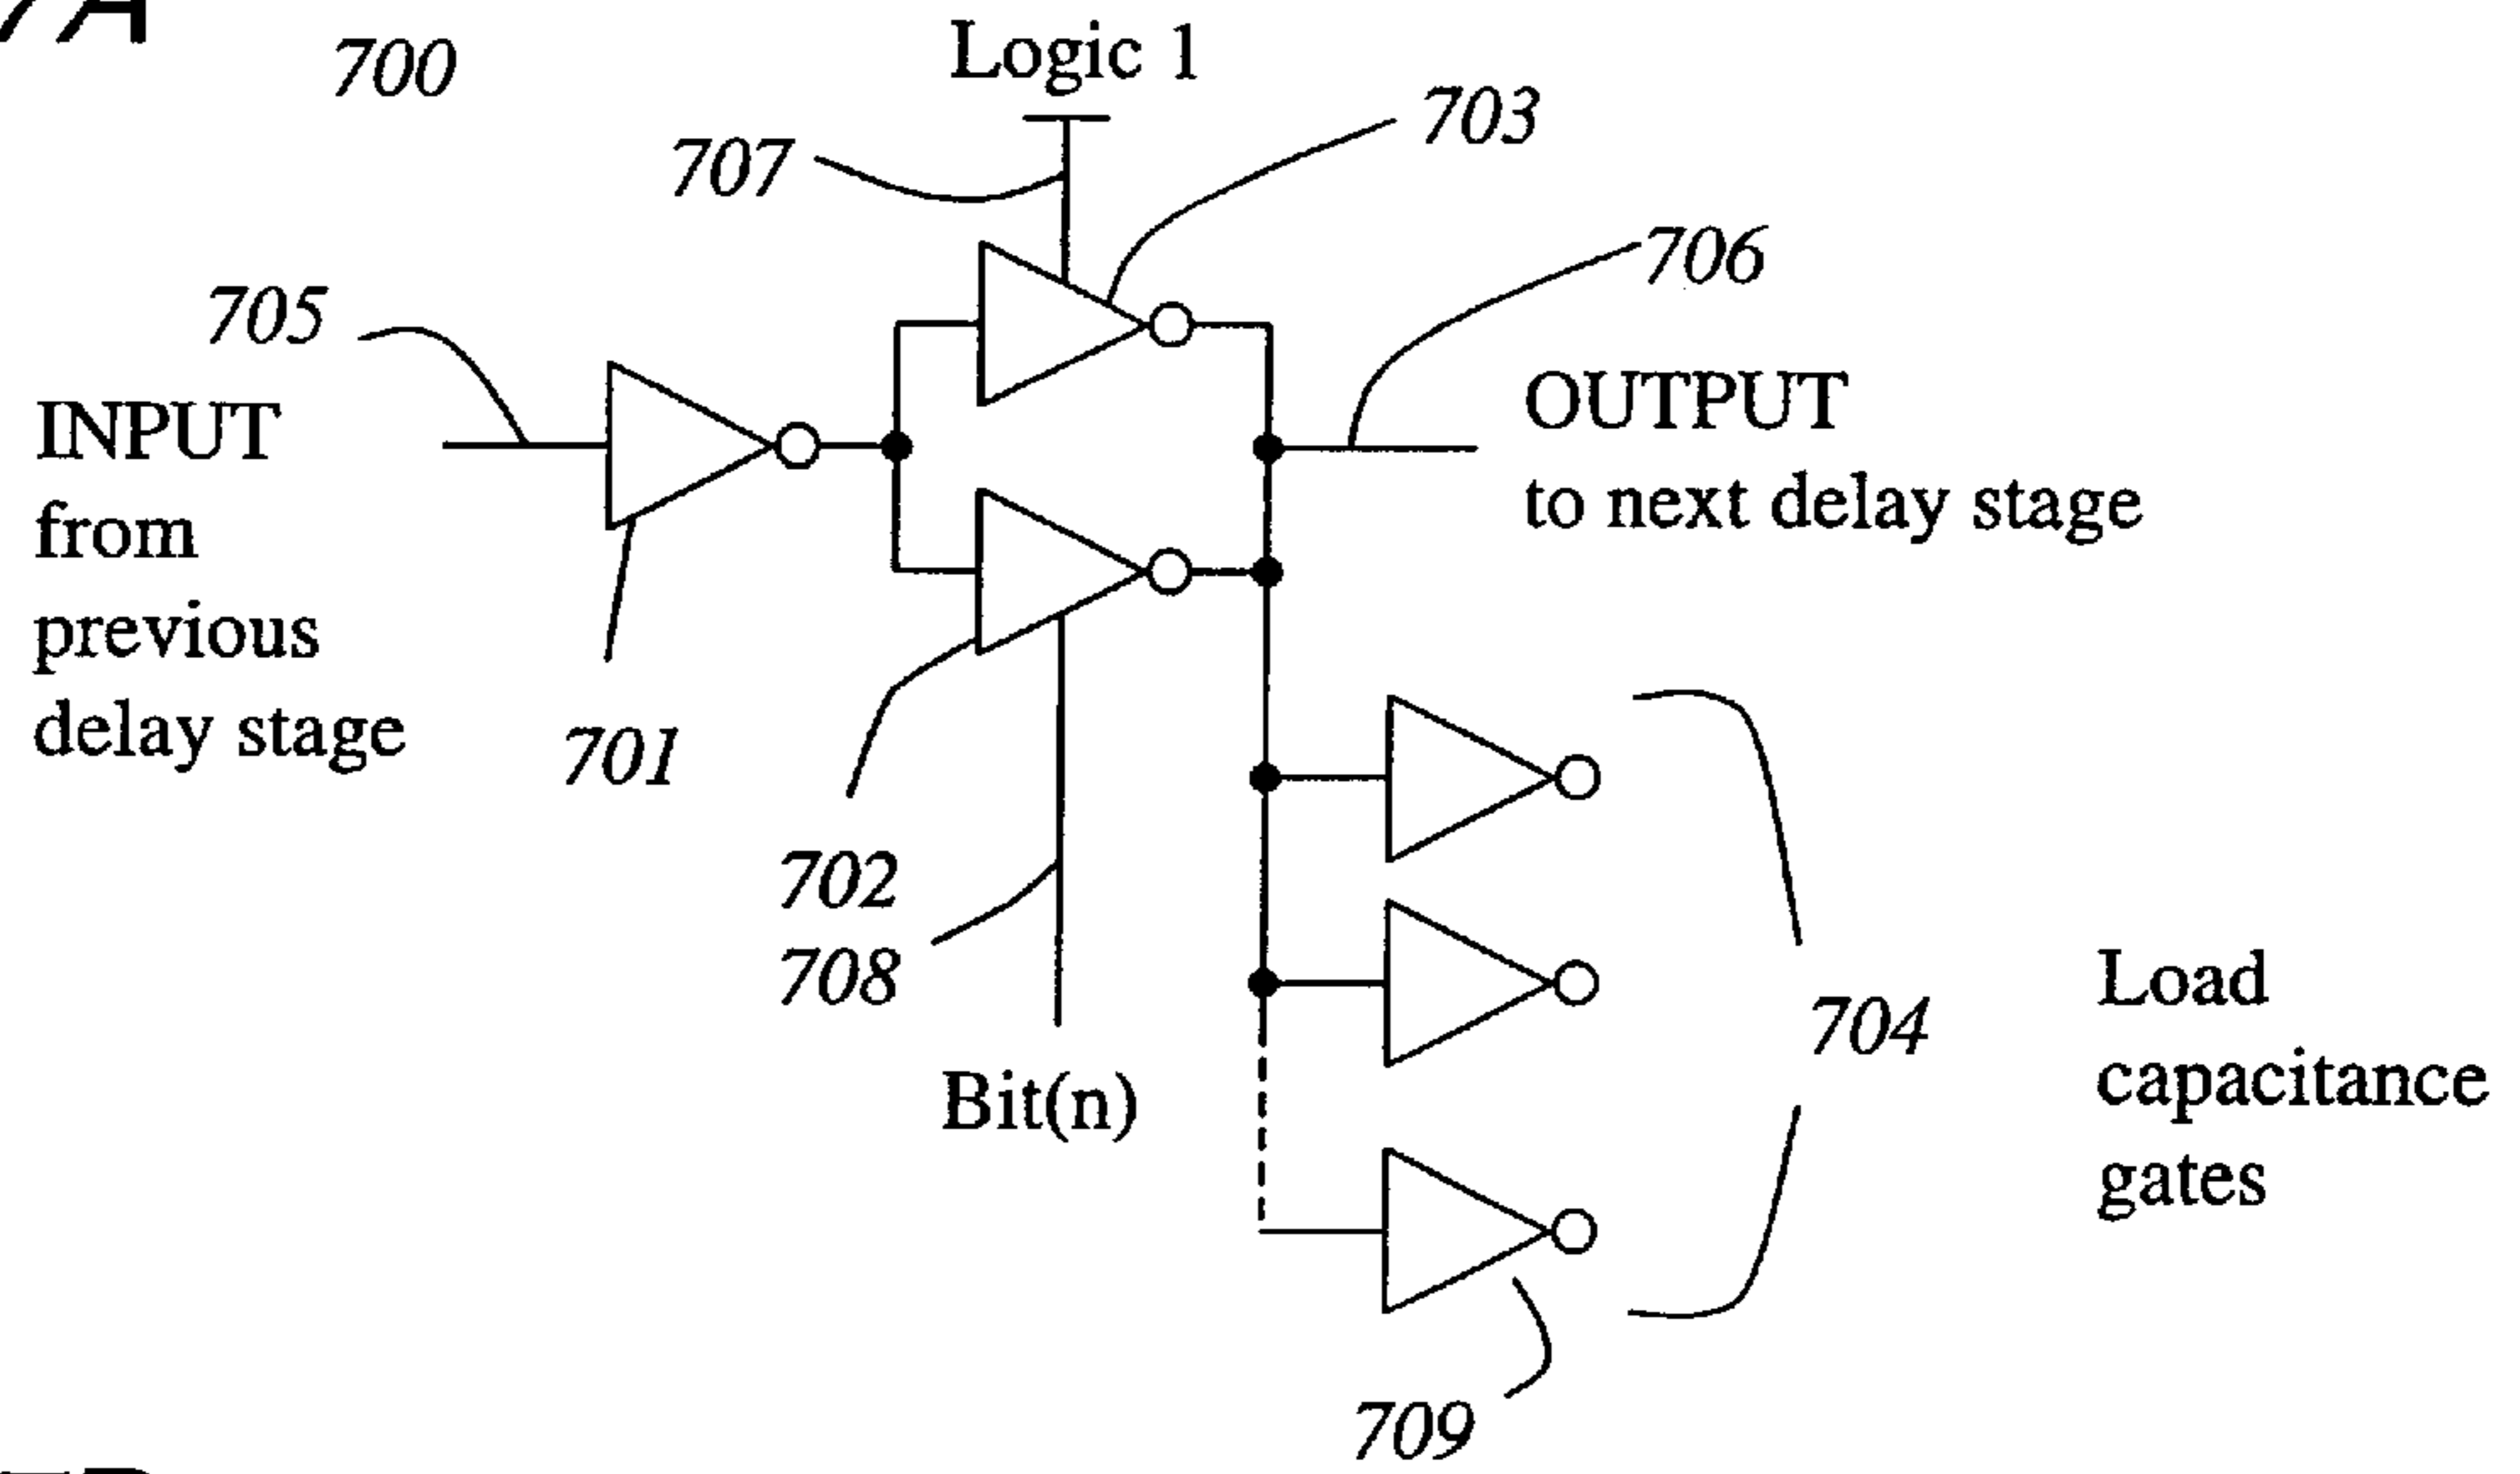 7A
700
Logic 1
707
703
706
705
INPUT
from
previous
delay stage
OUTPUT
to next delay stage
701
702
708
Bit(n)
704
Load
capacitance
gates
709